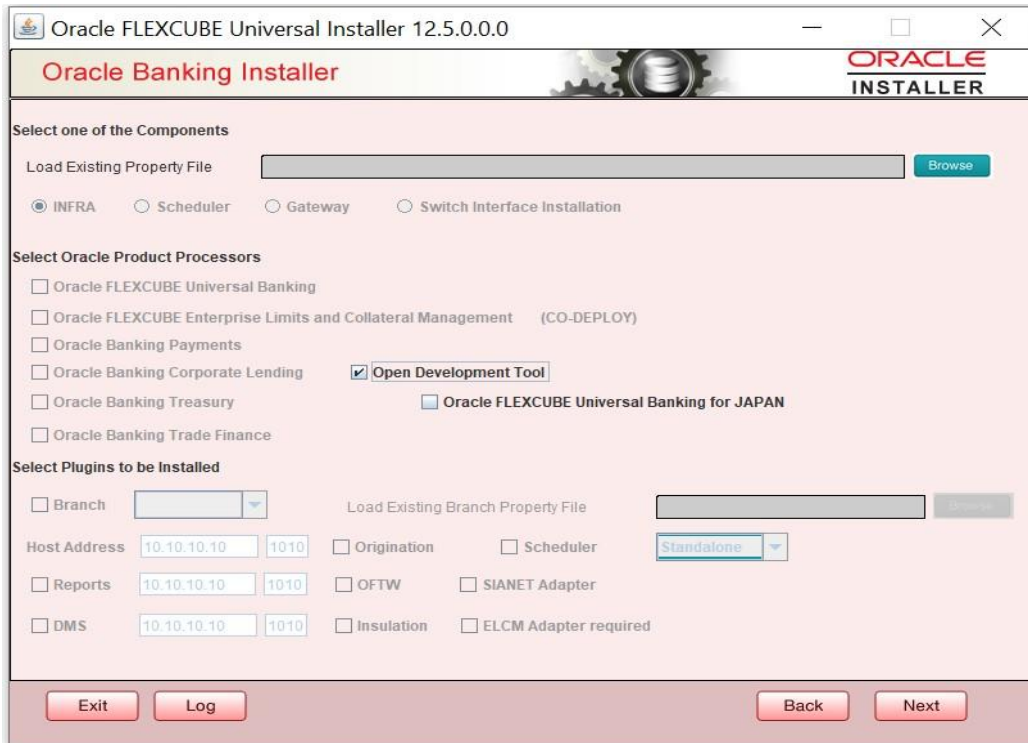 Oracle FLEXCUBE Universal Installer 12.5.0.0.0
Oracle Banking Installer
ORACLE
INSTALLER
Select one of the Components
Load Existing Property File Browse
INFRA Scheduler Gateway Switch Interface Installation
Select Oracle Product Processors
Oracle FLEXCUBE Universal Banking
Oracle FLEXCUBE Enterprise Limits and Collateral Management (CO-DEPLOY)
Oracle Banking Payments
Oracle Banking Corporate Lending Open Development Tool
Oracle Banking Treasury Oracle FLEXCUBE Universal Banking for JAPAN
Oracle Banking Trade Finance
Select Plugins to be Installed
Branch Load Existing Branch Property File Browse
Host Address 10.10.10.10 1010 Origination Scheduler Standalone
Reports 10.10.10.10 1010 OFTW SIANET Adapter
DMS 10.10.10.10 1010 Insulation ELCM Adapter required
Exit Log Back Next